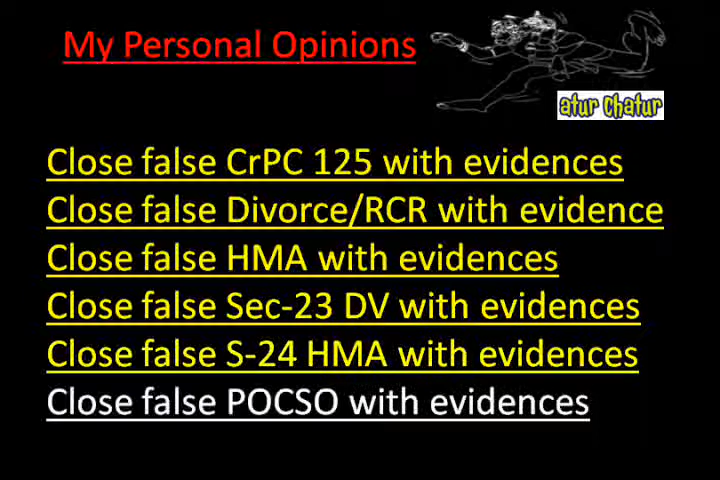 My Personal Opinions
atur Chatur
Close false CrPC 125 with evidences
Close false Divorce/RCR with evidence
Close false HMA with evidences
Close false Sec-23 DV with evidences
Close false S-24 HMA with evidences
Close false POCSO with evidences